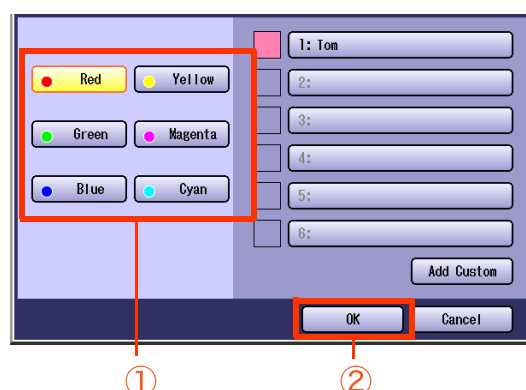 Red
Yellow
Green
Magenta
Blue
Cyan
1: Tom
2:
3:
4:
5:
6:
Add Custom
OK
Cancel
①
②